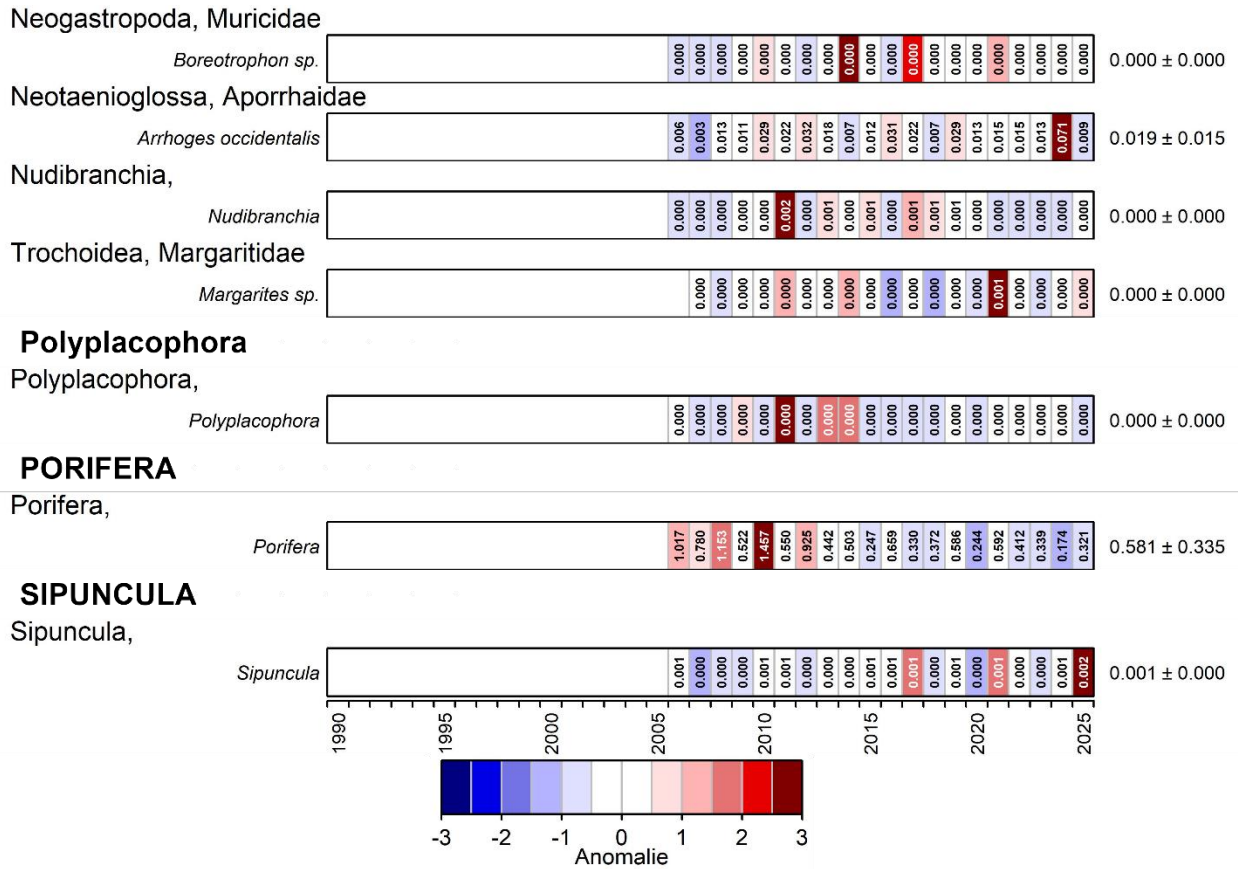 Neogastropoda, Muricidae
Boreotrophon sp. 0.000 0.000 0.000 0.000 0.000 0.000 0.000 0.000 0.000 0.000 0.000 0.000 0.000 0.000 0.000 0.000 0.000 0.000 0.000 0.000 0.000 ± 0.000
Neotaenioglossa, Aporrhaidae
Arrhoges occidentalis 0.006 0.003 0.013 0.011 0.029 0.022 0.032 0.018 0.007 0.012 0.031 0.022 0.007 0.029 0.013 0.015 0.015 0.013 0.071 0.009 0.019 ± 0.015
Nudibranchia,
Nudibranchia 0.000 0.000 0.000 0.000 0.000 0.002 0.000 0.001 0.000 0.001 0.000 0.001 0.001 0.001 0.000 0.000 0.000 0.000 0.000 0.000 0.000 ± 0.000
Trochoidea, Margaritidae
Margarites sp. 0.000 0.000 0.000 0.000 0.000 0.000 0.000 0.000 0.000 0.000 0.000 0.000 0.000 0.000 0.001 0.000 0.000 0.000 0.000 0.000 ± 0.000
Polyplacophora
Polyplacophora,
Polyplacophora 0.000 0.000 0.000 0.000 0.000 0.000 0.000 0.000 0.000 0.000 0.000 0.000 0.000 0.000 0.000 0.000 0.000 0.000 0.000 0.000 0.000 ± 0.000
PORIFERA
Porifera,
Porifera 1.017 0.780 1.153 0.522 1.457 0.550 0.925 0.442 0.503 0.247 0.659 0.330 0.372 0.586 0.244 0.592 0.412 0.339 0.174 0.321 0.581 ± 0.335
SIPUNCULA
Sipuncula,
Sipuncula 0.001 0.000 0.000 0.000 0.001 0.001 0.000 0.000 0.001 0.001 0.001 0.001 0.000 0.001 0.000 0.001 0.000 0.000 0.001 0.002 0.001 ± 0.000
1990 1995 2000 2005 2010 2015 2020 2025
-3 -2 -1 0 1 2 3
Anomalie